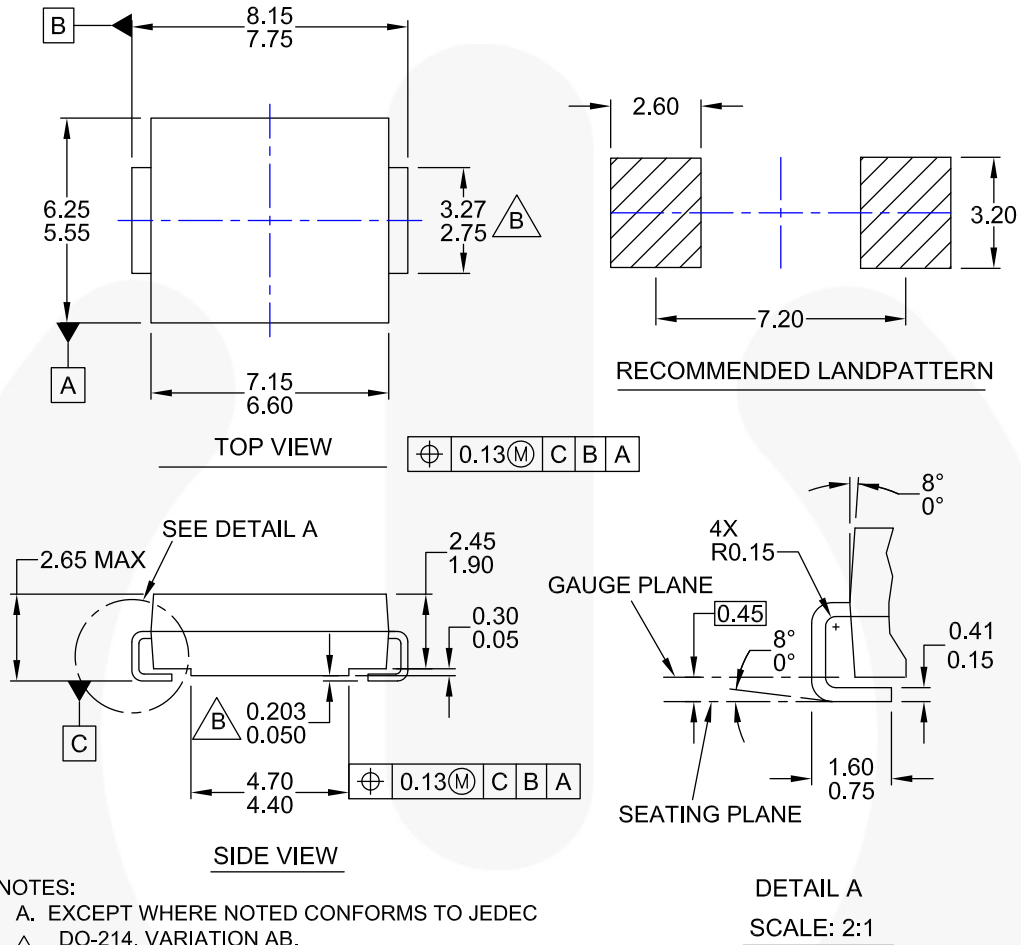 B
8.15
7.75
6.25
5.55
3.27
2.75
B
A
7.15
6.60
TOP VIEW
2.60
3.20
7.20
RECOMMENDED LANDPATTERN
⌖ 0.13Ⓜ C B A
SEE DETAIL A
2.65 MAX
2.45
1.90
0.30
0.05
C
B
0.203
0.050
4.70
4.40
⌖ 0.13Ⓜ C B A
SIDE VIEW
8°
0°
4X
R0.15
GAUGE PLANE
0.45
8°
0°
0.41
0.15
1.60
0.75
SEATING PLANE
DETAIL A
SCALE: 2:1
NOTES:
A. EXCEPT WHERE NOTED CONFORMS TO JEDEC
DO-214, VARIATION AB.